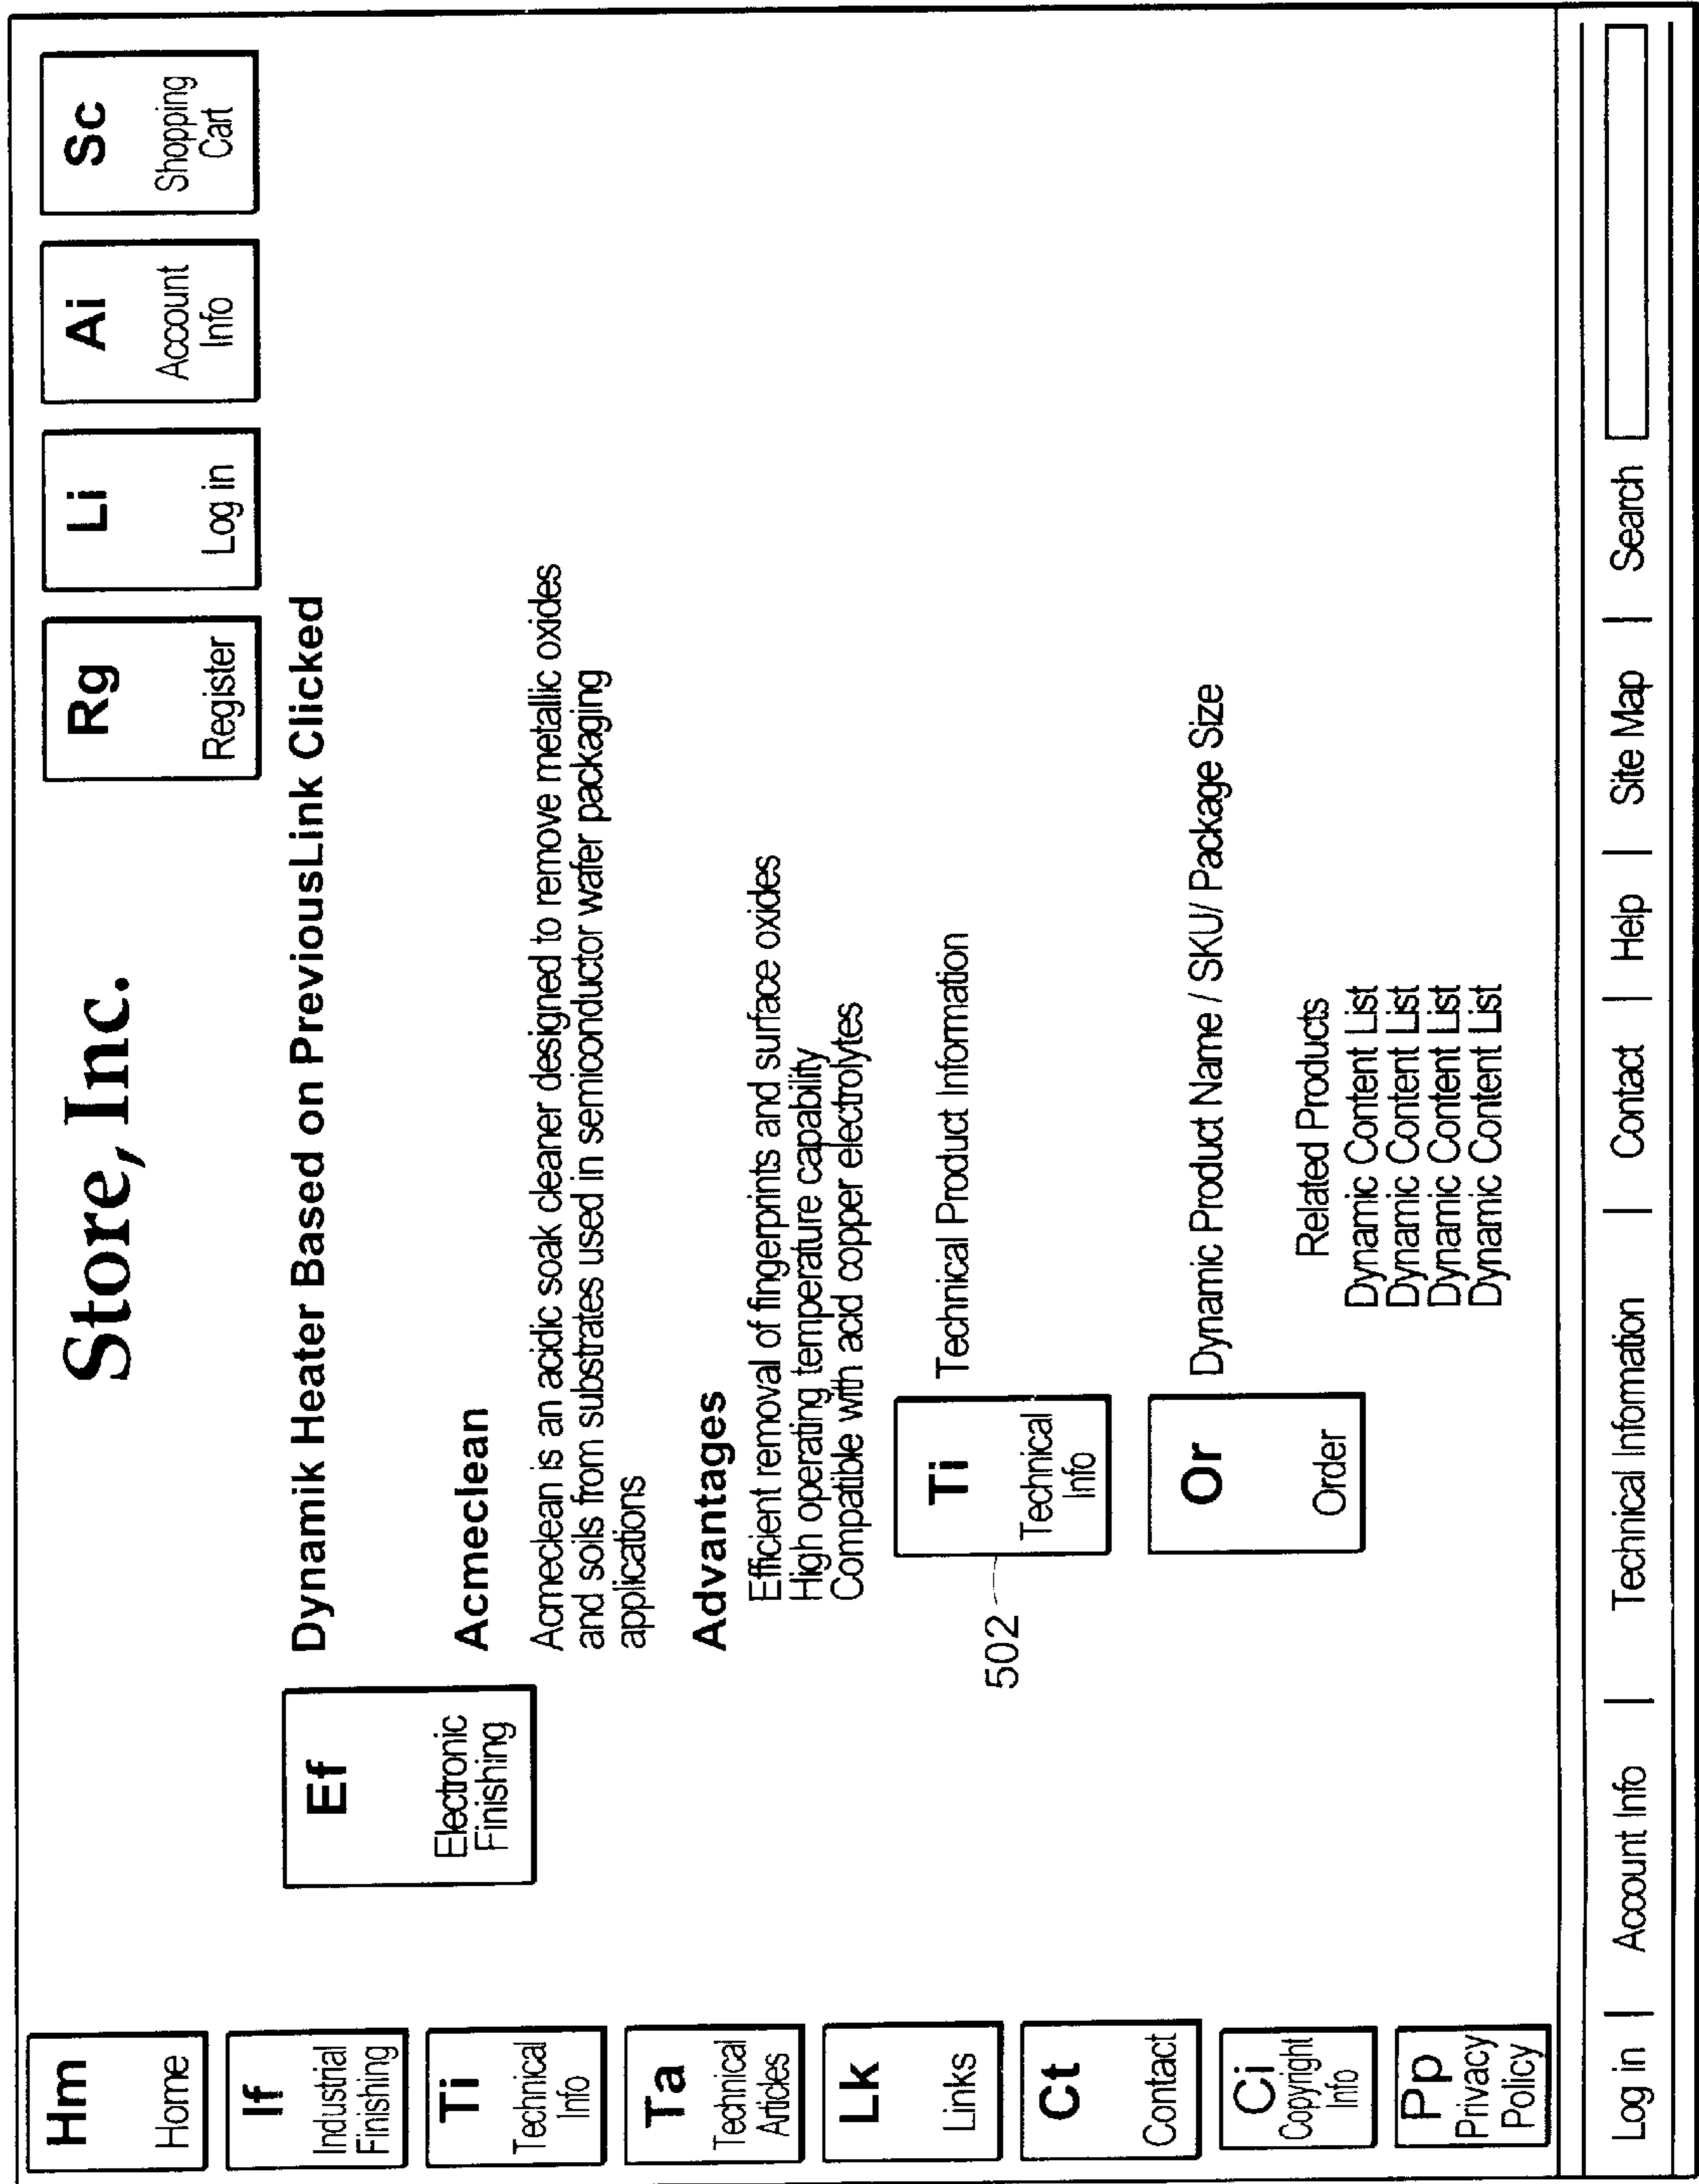 Store, Inc.
Hm
Home
Rg
Register
Li
Log in
Ai
Account
Info
Sc
Shopping
Cart
If
Industrial
Finishing
Ti
Technical
Info
Ta
Technical
Articles
Lk
Links
Ct
Contact
Ci
Copyright
Info
Pp
Privacy
Policy
Ef
Electronic
Finishing
Dynamik Heater Based on PreviousLink Clicked
Acmeclean
Acmeclean is an acidic soak cleaner designed to remove metallic oxides
and soils from substrates used in semiconductor wafer packaging
applications
Advantages
Efficient removal of fingerprints and surface oxides
High operating temperature capability
Compatible with acid copper electrolytes
502
Ti
Technical
Info
Technical Product Information
Or
Order
Dynamic Product Name / SKU/ Package Size
Related Products
Dynamic Content List
Dynamic Content List
Dynamic Content List
Dynamic Content List
Log in | Account Info | Technical Information | Contact | Help | Site Map | Search